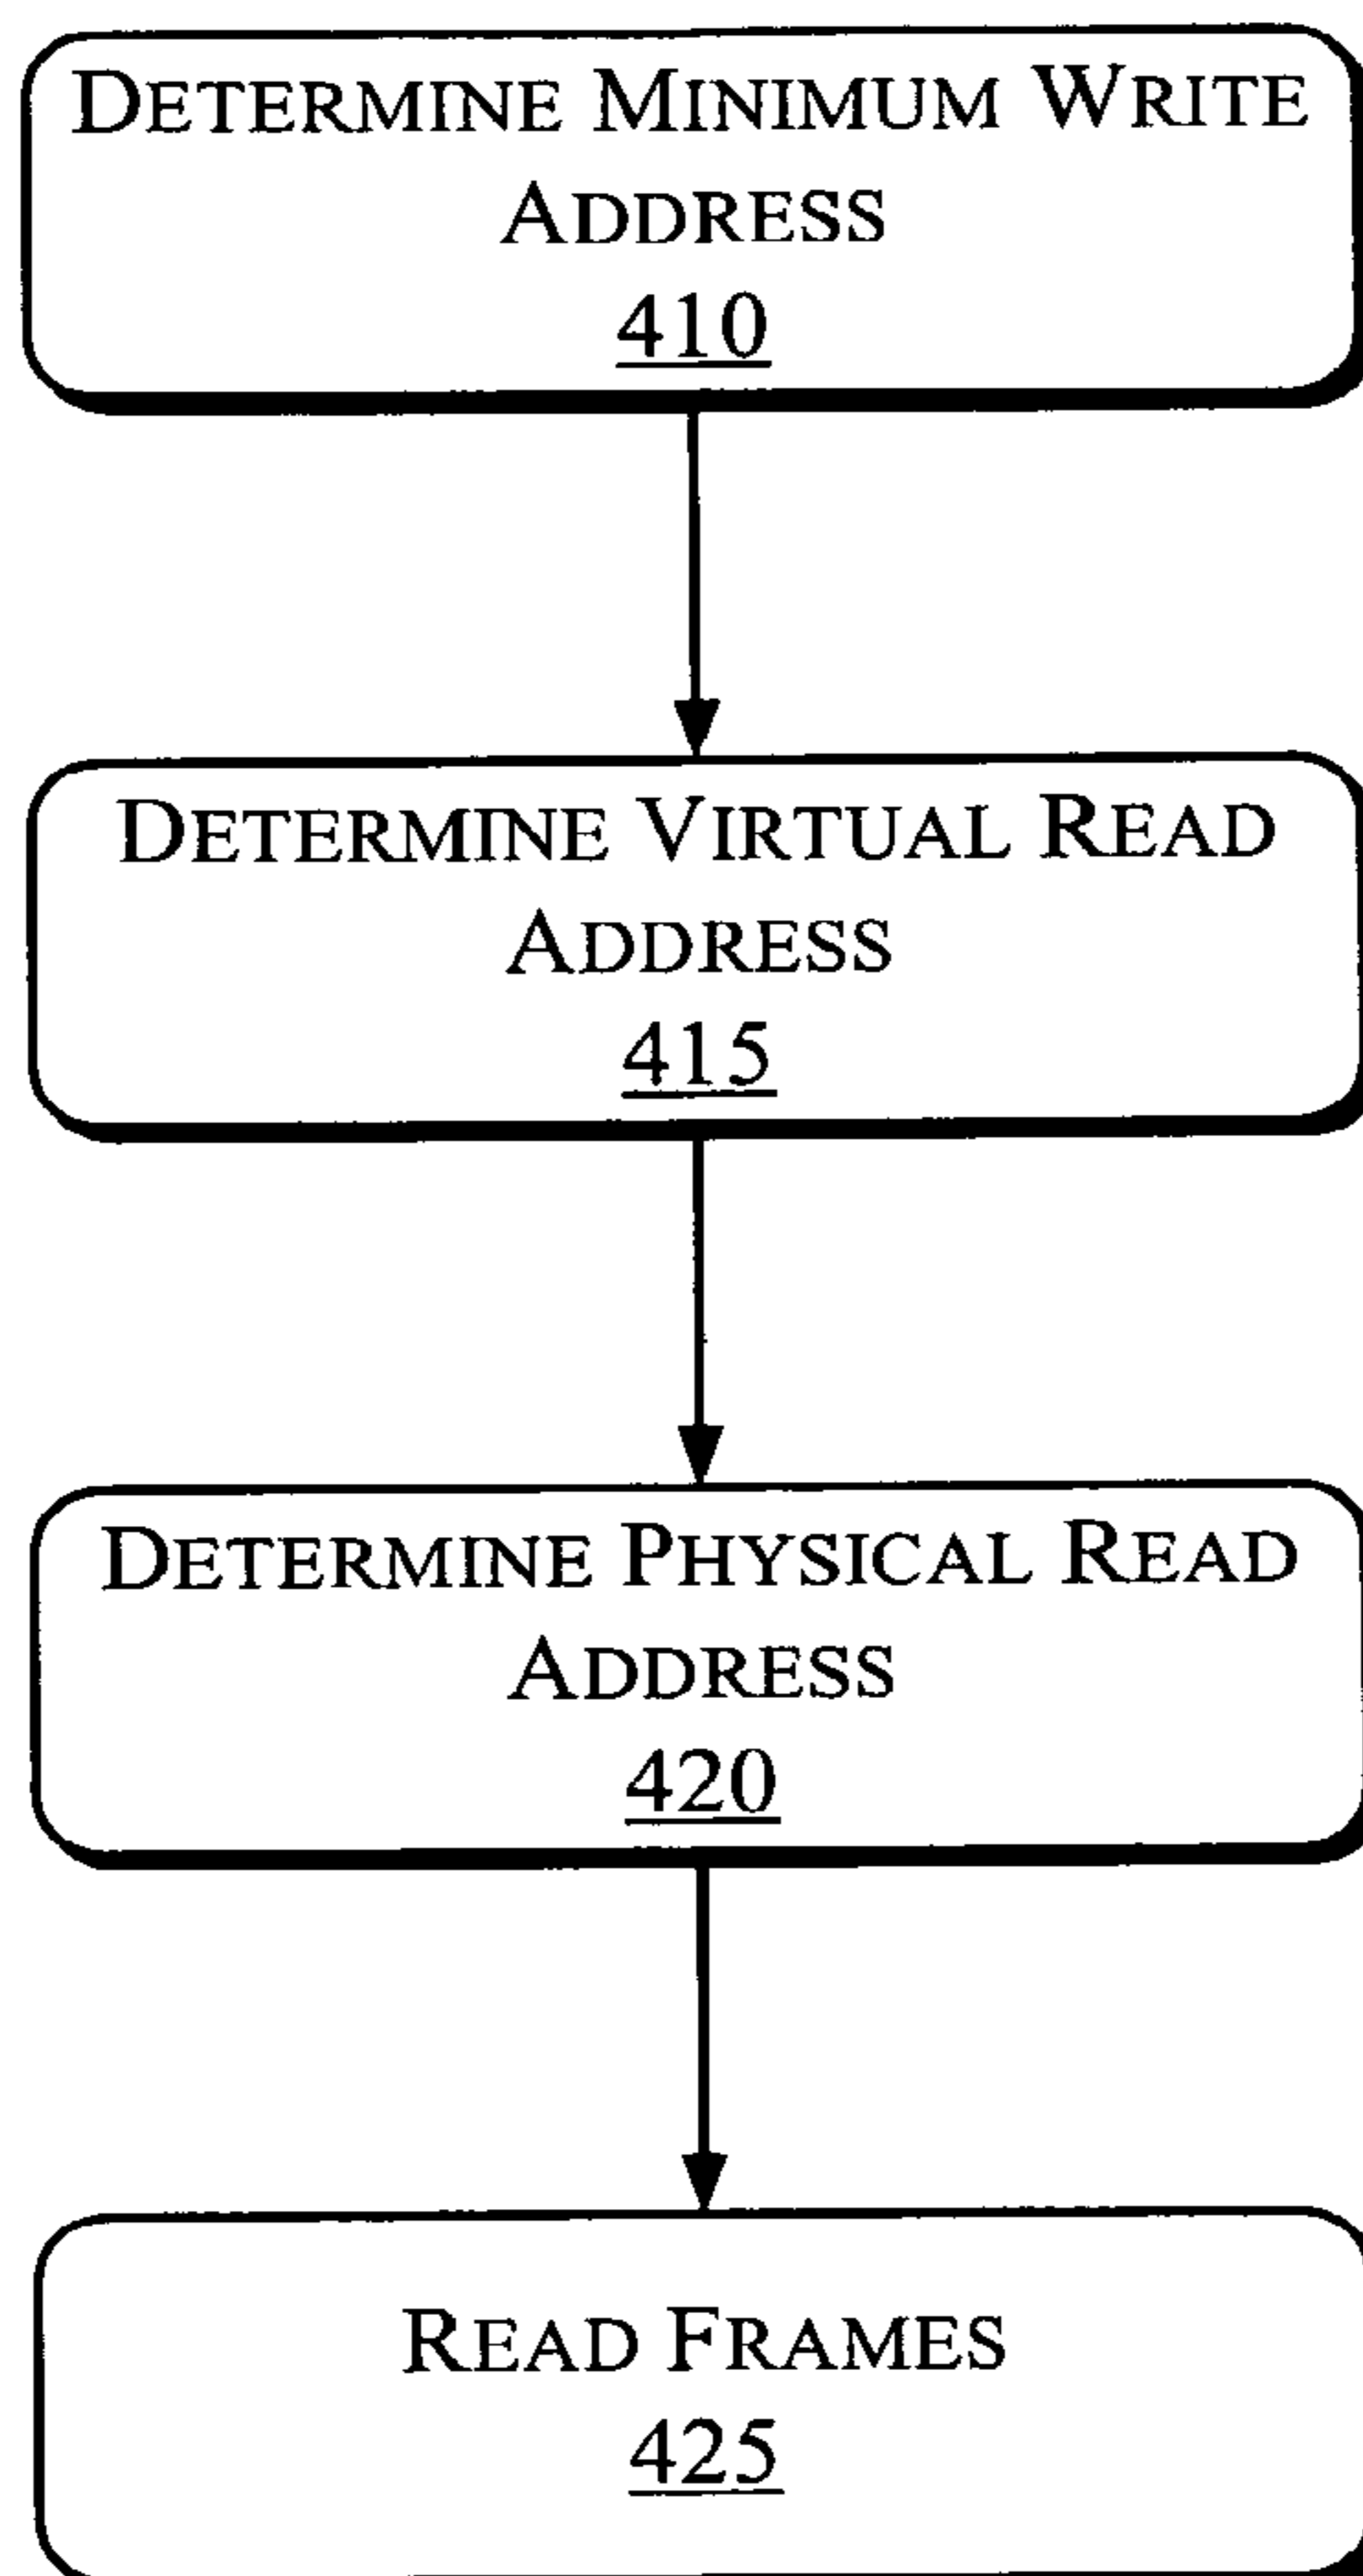 DETERMINE MINIMUM WRITE
ADDRESS
410
DETERMINE VIRTUAL READ
ADDRESS
415
DETERMINE PHYSICAL READ
ADDRESS
420
READ FRAMES
425